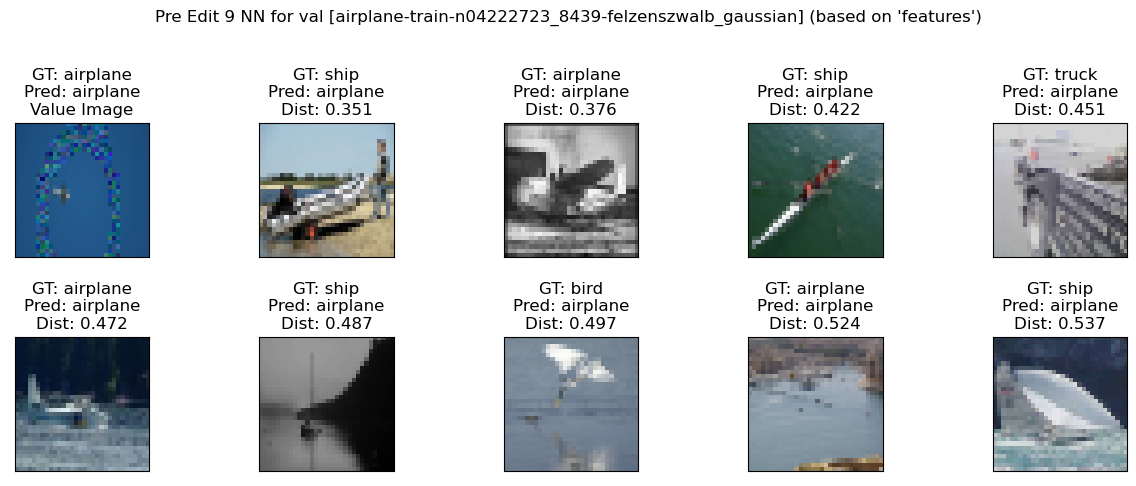 Pre Edit 9 NN for val [airplane-train-n04222723_8439-felzenszwalb_gaussian] (based on 'features')
GT: airplane
Pred: airplane
Value Image
GT: ship
Pred: airplane
Dist: 0.351
GT: airplane
Pred: airplane
Dist: 0.376
GT: ship
Pred: airplane
Dist: 0.422
GT: truck
Pred: airplane
Dist: 0.451
GT: airplane
Pred: airplane
Dist: 0.472
GT: ship
Pred: airplane
Dist: 0.487
GT: bird
Pred: airplane
Dist: 0.497
GT: airplane
Pred: airplane
Dist: 0.524
GT: ship
Pred: airplane
Dist: 0.537